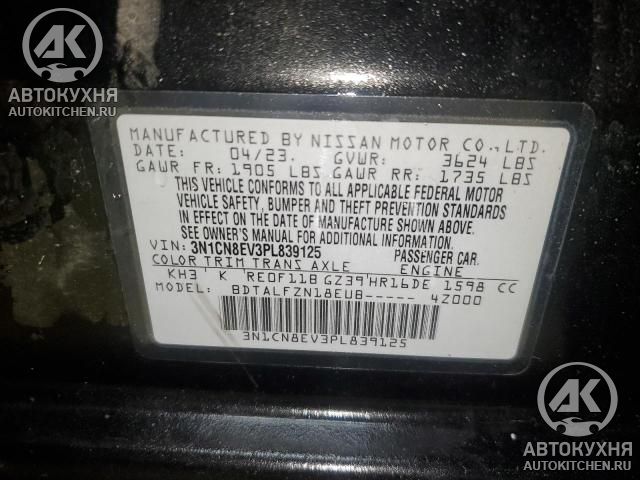 AK
АВТОКУХНЯ
AUTOKITCHEN.RU
MANUFACTURED BY NISSAN MOTOR CO.,LTD.
DATE: 04/23. GVWR: 3624 LBS
GAWR FR: 1905 LBS GAWR RR: 1735 LBS
THIS VEHICLE CONFORMS TO ALL APPLICABLE FEDERAL MOTOR
VEHICLE SAFETY, BUMPER AND THEFT PREVENTION STANDARDS
IN EFFECT ON THE DATE OF MANUFACTURE SHOWN ABOVE.
SEE OWNER'S MANUAL FOR ADDITIONAL INFORMATION.
VIN: 3N1CN8EV3PL839125 PASSENGER CAR.
COLOR TRIM TRANS AXLE ENGINE
KH3' K 'RE0F11B GZ39'HR16DE 1598 CC
MODEL: BDTALFZN18EUB----- 4Z000
3N1CN8EV3PL839125
AK
АВТОКУХНЯ
AUTOKITCHEN.RU